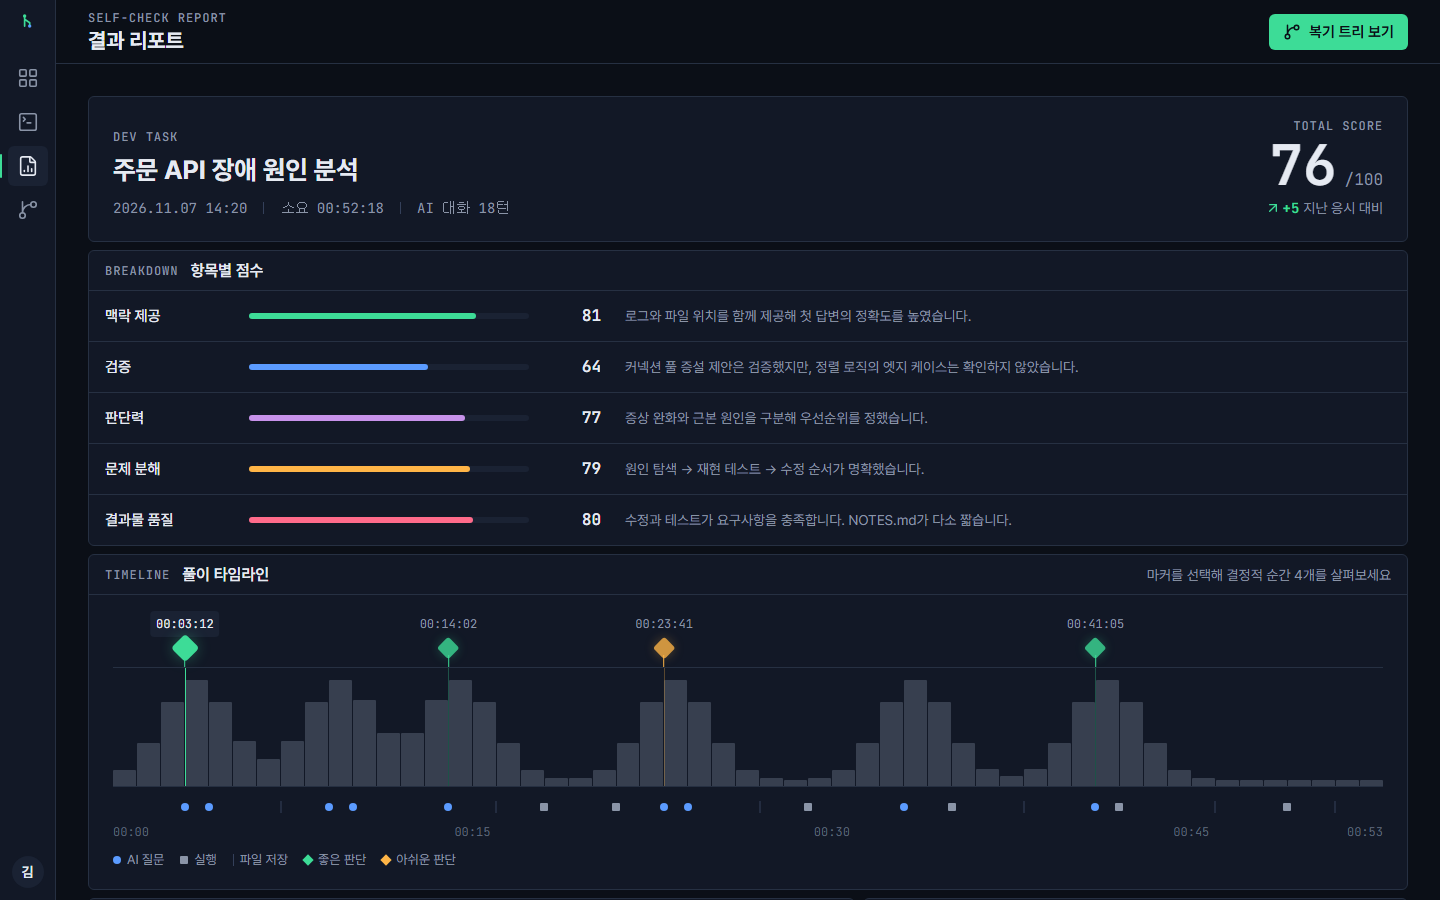 SELF-CHECK REPORT
결과 리포트
복기 트리 보기
DEV TASK
주문 API 장애 원인 분석
2026.11.07 14:20
소요 00:52:18
AI 대화 18턴
TOTAL SCORE
76 /100
+5 지난 응시 대비
BREAKDOWN 항목별 점수
맥락 제공 81 로그와 파일 위치를 함께 제공해 첫 답변의 정확도를 높였습니다.
검증 64 커넥션 풀 증설 제안은 검증했지만, 정렬 로직의 엣지 케이스는 확인하지 않았습니다.
판단력 77 증상 완화와 근본 원인을 구분해 우선순위를 정했습니다.
문제 분해 79 원인 탐색 → 재현 테스트 → 수정 순서가 명확했습니다.
결과물 품질 80 수정과 테스트가 요구사항을 충족합니다. NOTES.md가 다소 짧습니다.
TIMELINE 풀이 타임라인 마커를 선택해 결정적 순간 4개를 살펴보세요
00:03:12 00:14:02 00:23:41 00:41:05
00:00 00:15 00:30 00:45 00:53
AI 질문 실행 파일 저장 좋은 판단 아쉬운 판단
김